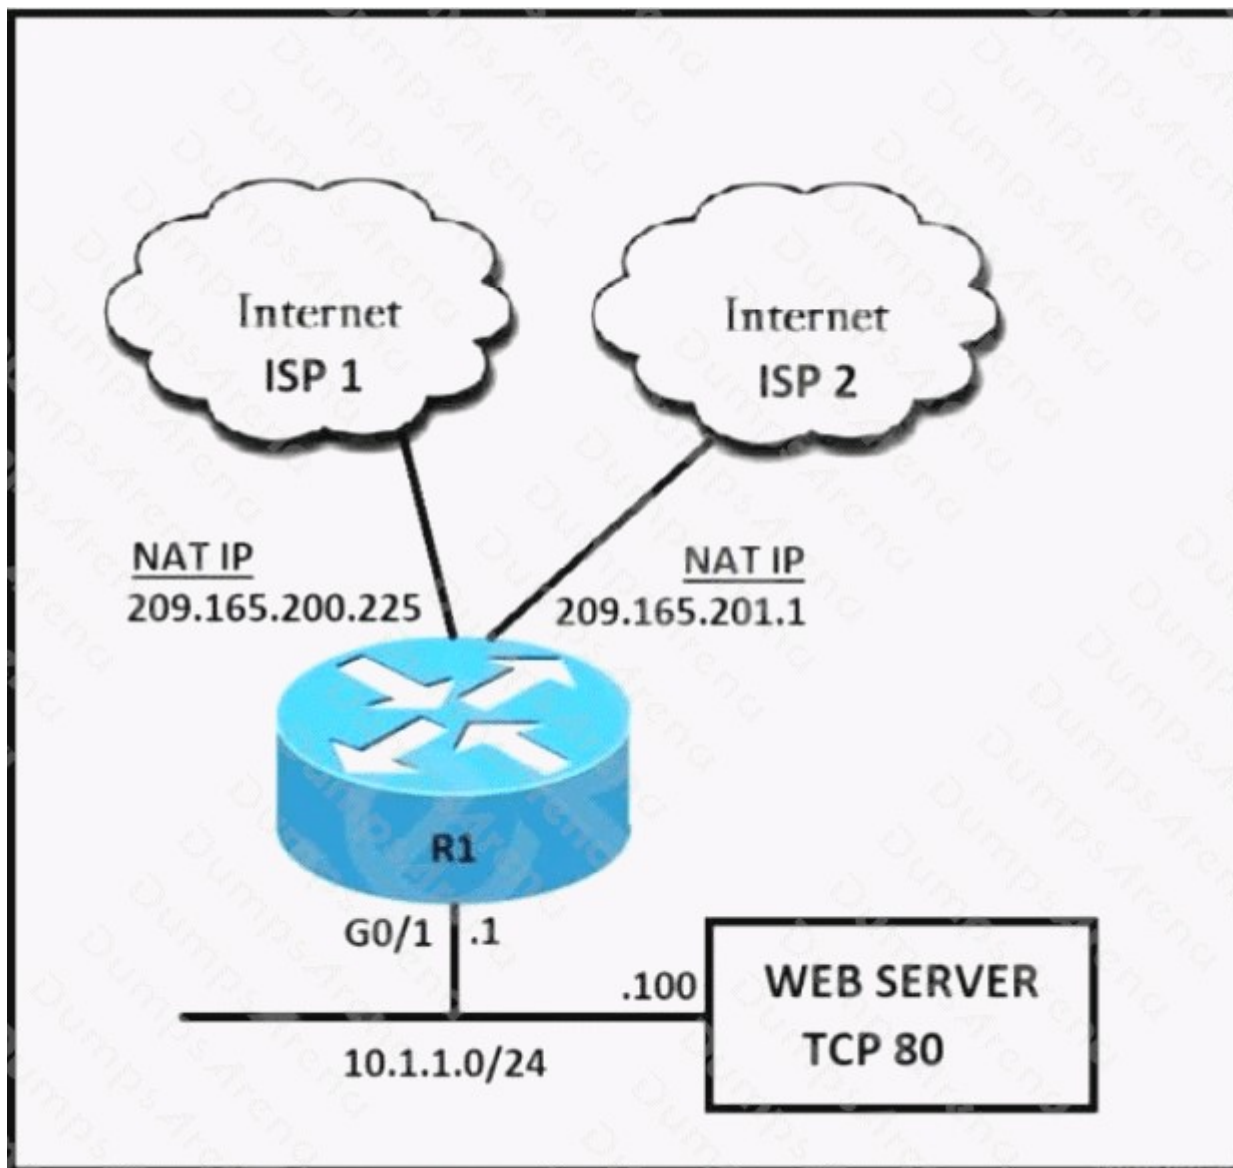 Internet
ISP 1
Internet
ISP 2
NAT IP
209.165.200.225
NAT IP
209.165.201.1
R1
G0/1
.1
.100
WEB SERVER
TCP 80
10.1.1.0/24
DumpsArena